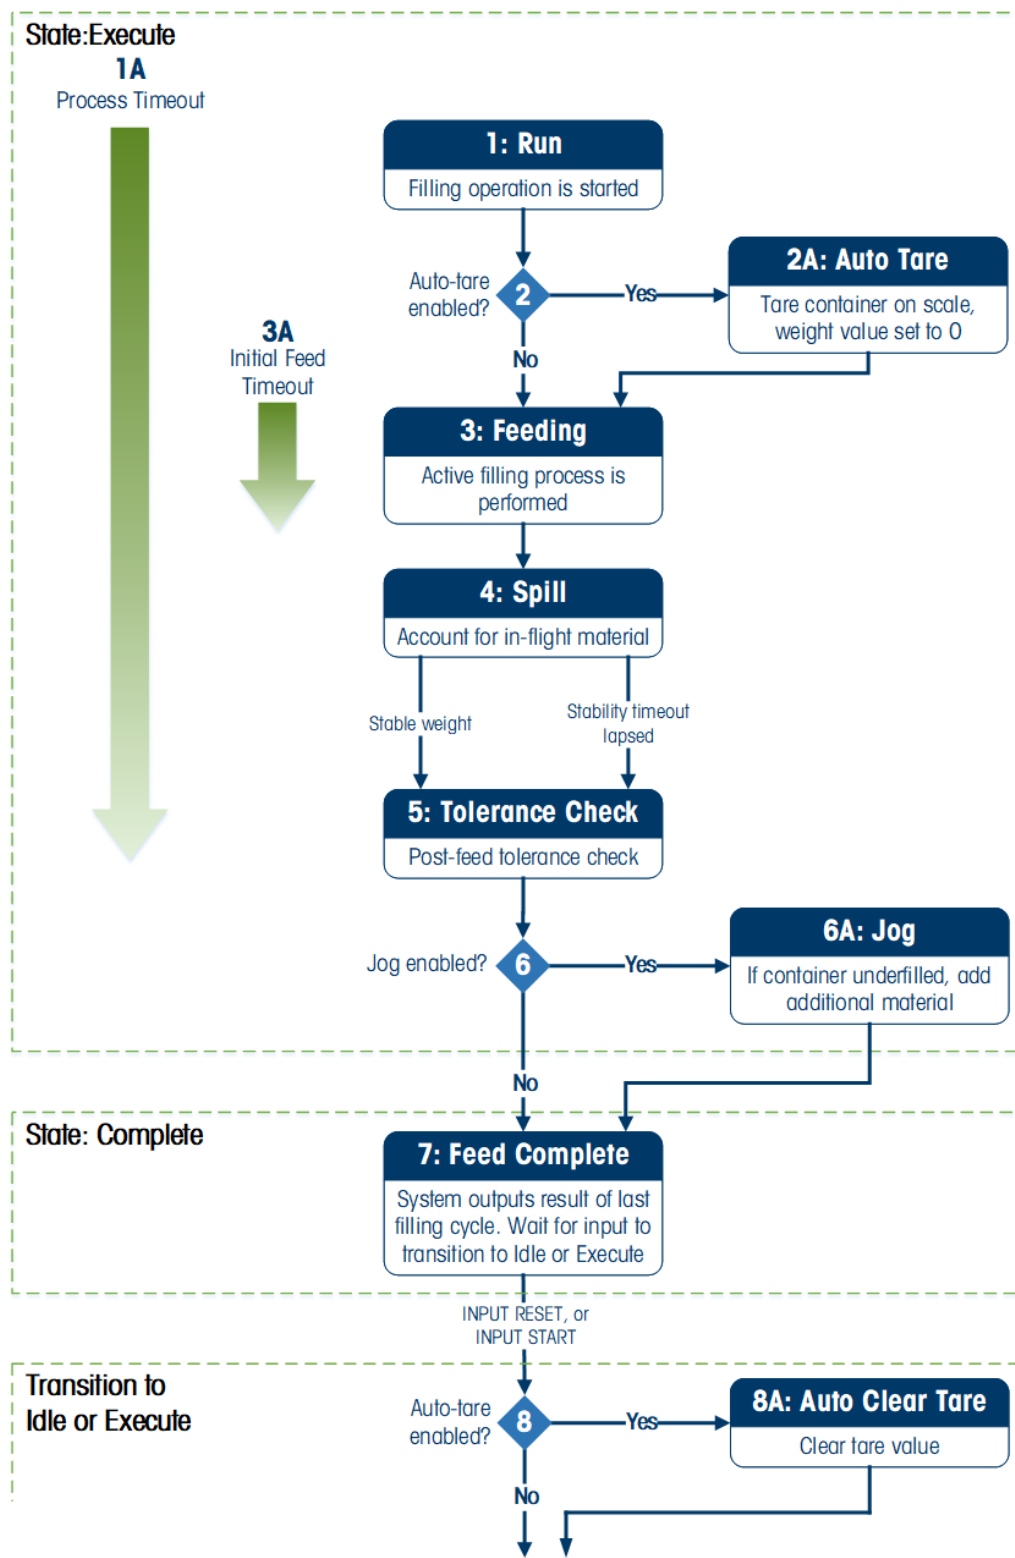 State:Execute
1A
Process Timeout
1: Run
Filling operation is started
Auto-tare
enabled?
2
Yes
2A: Auto Tare
Tare container on scale,
weight value set to 0
No
3A
Initial Feed
Timeout
3: Feeding
Active filling process is
performed
4: Spill
Account for in-flight material
Stable weight
Stability timeout
lapsed
5: Tolerance Check
Post-feed tolerance check
Jog enabled?
6
Yes
6A: Jog
If container underfilled, add
additional material
No
State: Complete
7: Feed Complete
System outputs result of last
filling cycle. Wait for input to
transition to Idle or Execute
INPUT RESET, or
INPUT START
Transition to
Idle or Execute
Auto-tare
enabled?
8
Yes
8A: Auto Clear Tare
Clear tare value
No